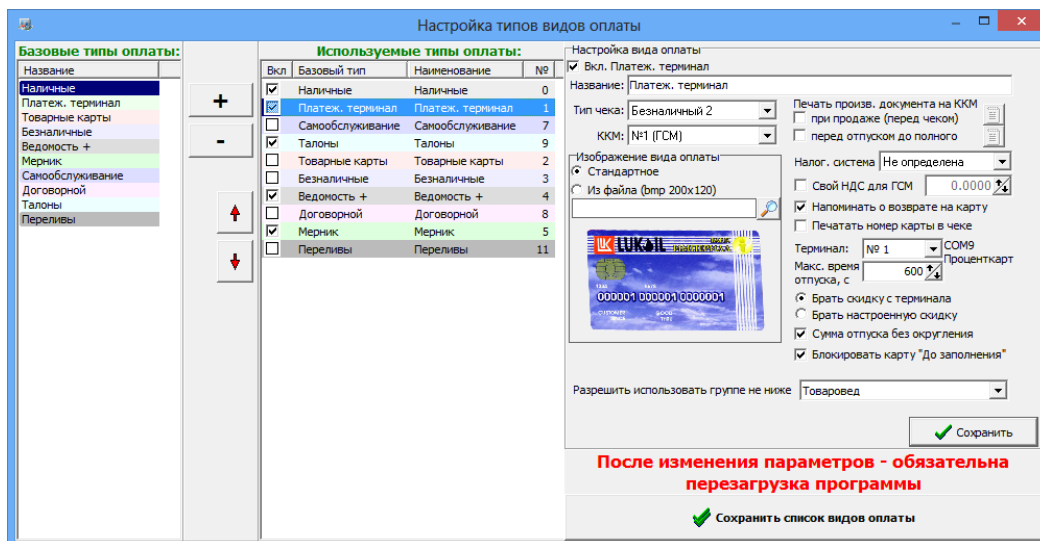 Настройка типов видов оплаты
Базовые типы оплаты:
Название
Наличные
Платеж. терминал
Товарные карты
Безналичные
Ведомость +
Мерник
Самообслуживание
Договорной
Талоны
Переливы
+
-
Используемые типы оплаты:
Вкл Базовый тип Наименование №
Наличные Наличные 0
Платеж. терминал Платеж. терминал 1
Самообслуживание Самообслуживание 7
Талоны Талоны 9
Товарные карты Товарные карты 2
Безналичные Безналичные 3
Ведомость + Ведомость + 4
Договорной Договорной 8
Мерник Мерник 5
Переливы Переливы 11
Настройка вида оплаты
Вкл. Платеж. терминал
Название: Платеж. терминал
Тип чека: Безналичный 2
ККМ: №1 (ГСМ)
Изображение вида оплаты
Стандартное
Из файла (bmp 200x120)
LUKOIL
000001 000001 0000001
Печать произв. документа на ККМ
при продаже (перед чеком)
перед отпуском до полного
Налог. система Не определена
Свой НДС для ГСМ 0.0000
Напоминать о возврате на карту
Печатать номер карты в чеке
Терминал: № 1 COM9
Проценткарт
Макс. время
отпуска, с 600
Брать скидку с терминала
Брать настроенную скидку
Сумма отпуска без округления
Блокировать карту "До заполнения"
Разрешить использовать группе не ниже Товаровед
Сохранить
После изменения параметров - обязательна
перезагрузка программы
Сохранить список видов оплаты